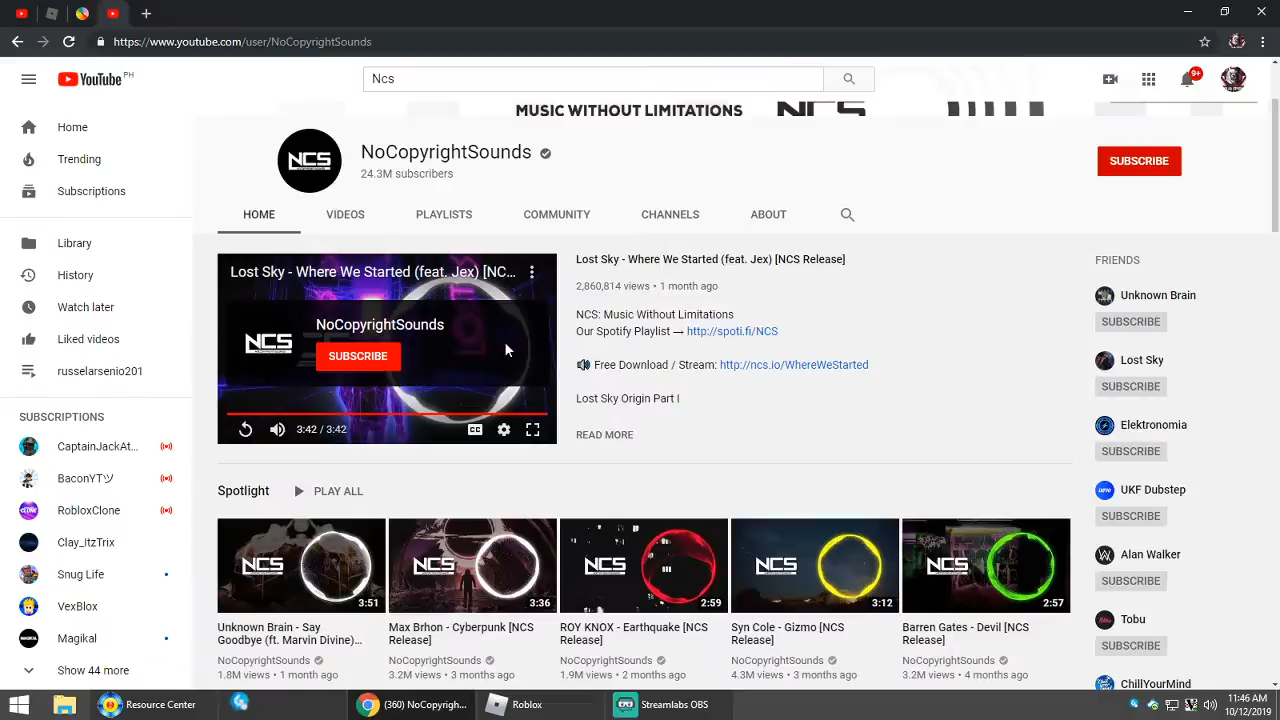 https://www.youtube.com/user/NoCopyrightSounds
YouTube PH
Ncs
9+
MUSIC WITHOUT LIMITATIONS
NCS
Home
Trending
Subscriptions
Library
History
Watch later
Liked videos
russelarsenio201
SUBSCRIPTIONS
CaptainJackAt...
BaconYTツ
RobloxClone
Clay_ItzTrix
Snug Life
VexBlox
Magikal
Show 44 more
NCS
NoCopyrightSounds
24.3M subscribers
SUBSCRIBE
HOME VIDEOS PLAYLISTS COMMUNITY CHANNELS ABOUT
Lost Sky - Where We Started (feat. Jex) [NC...
NCS
NoCopyrightSounds
SUBSCRIBE
3:42 / 3:42
CC
Lost Sky - Where We Started (feat. Jex) [NCS Release]
2,860,814 views • 1 month ago
NCS: Music Without Limitations
Our Spotify Playlist → http://spoti.fi/NCS
🔊 Free Download / Stream: http://ncs.io/WhereWeStarted
Lost Sky Origin Part I
READ MORE
Spotlight PLAY ALL
NCS 3:51
Unknown Brain - Say
Goodbye (ft. Marvin Divine)...
NoCopyrightSounds
1.8M views • 1 month ago
NCS 3:36
Max Brhon - Cyberpunk [NCS
Release]
NoCopyrightSounds
3.2M views • 3 months ago
NCS 2:59
ROY KNOX - Earthquake [NCS
Release]
NoCopyrightSounds
1.9M views • 2 months ago
NCS 3:12
Syn Cole - Gizmo [NCS
Release]
NoCopyrightSounds
4.3M views • 3 months ago
NCS 2:57
Barren Gates - Devil [NCS
Release]
NoCopyrightSounds
3.2M views • 4 months ago
FRIENDS
Unknown Brain
SUBSCRIBE
Lost Sky
SUBSCRIBE
Elektronomia
SUBSCRIBE
UKF Dubstep
SUBSCRIBE
Alan Walker
SUBSCRIBE
Tobu
SUBSCRIBE
ChillYourMind
Resource Center
(360) NoCopyrigh...
Roblox
Streamlabs OBS
11:46 AM
10/12/2019